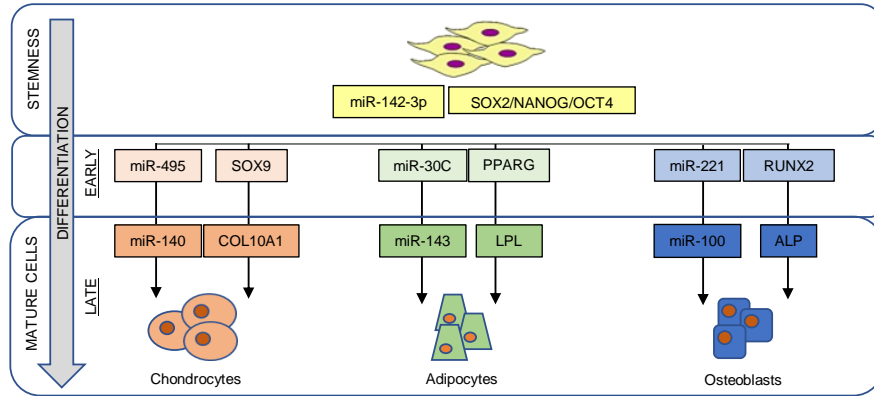 STEMNESS
miR-142-3p
SOX2/NANOG/OCT4
DIFFERENTIATION
EARLY
miR-495
SOX9
miR-30C
PPARG
miR-221
RUNX2
MATURE CELLS
LATE
miR-140
COL10A1
miR-143
LPL
miR-100
ALP
Chondrocytes
Adipocytes
Osteoblasts